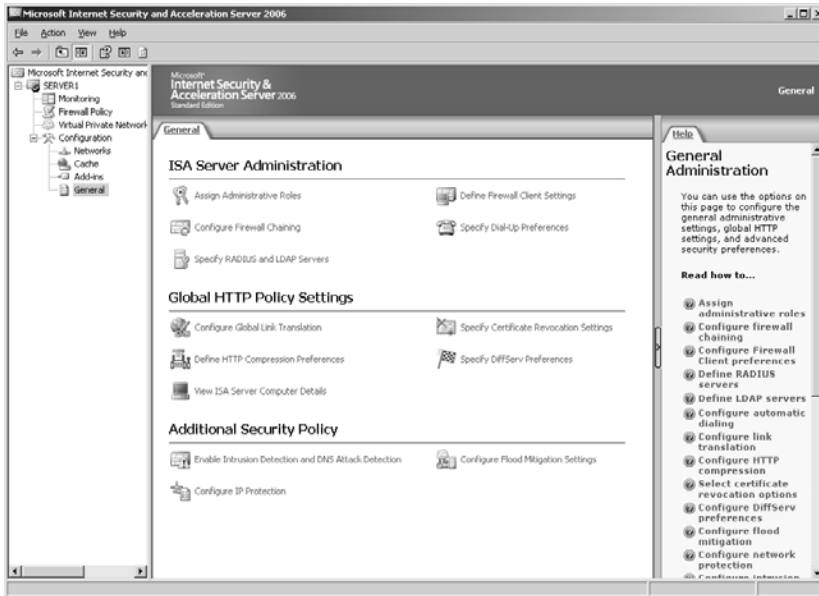 Microsoft Internet Security and Acceleration Server 2006
File Action View Help
Microsoft Internet Security and
SERVER1
Monitoring
Firewall Policy
Virtual Private Network
Configuration
Networks
Cache
Add-ins
General
Microsoft
Internet Security &
Acceleration Server 2006
Standard Edition
General
General
ISA Server Administration
Assign Administrative Roles
Define Firewall Client Settings
Configure Firewall Chaining
Specify Dial-Up Preferences
Specify RADIUS and LDAP Servers
Global HTTP Policy Settings
Configure Global Link Translation
Specify Certificate Revocation Settings
Define HTTP Compression Preferences
Specify DiffServ Preferences
View ISA Server Computer Details
Additional Security Policy
Enable Intrusion Detection and DNS Attack Detection
Configure Flood Mitigation Settings
Configure IP Protection
Help
General
Administration
You can use the options on
this page to configure the
general administrative
settings, global HTTP
settings, and advanced
security preferences.
Read how to...
Assign
administrative roles
Configure firewall
chaining
Configure Firewall
Client preferences
Define RADIUS
servers
Define LDAP servers
Configure automatic
dialing
Configure link
translation
Configure HTTP
compression
Select certificate
revocation options
Configure DiffServ
preferences
Configure flood
mitigation
Configure network
protection
Configure intrusion